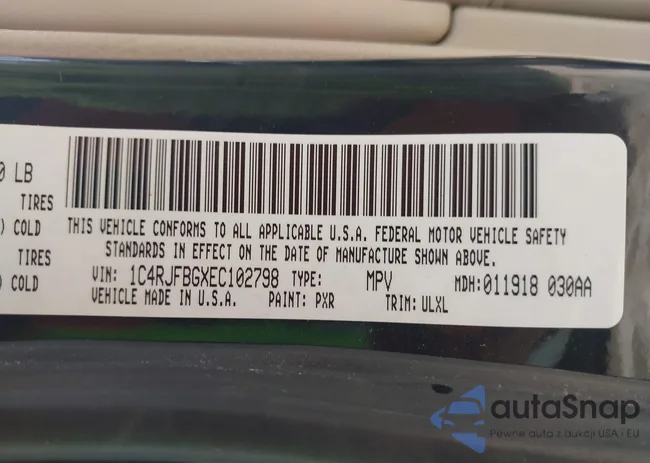 0 LB
TIRES
) COLD
TIRES
) COLD
THIS VEHICLE CONFORMS TO ALL APPLICABLE U.S.A. FEDERAL MOTOR VEHICLE SAFETY
STANDARDS IN EFFECT ON THE DATE OF MANUFACTURE SHOWN ABOVE.
VIN: 1C4RJFBGXEC102798 TYPE: MPV MDH:011918 030AA
VEHICLE MADE IN U.S.A. PAINT: PXR TRIM: ULXL
autaSnap
Pewne auta z aukcji USA i EU